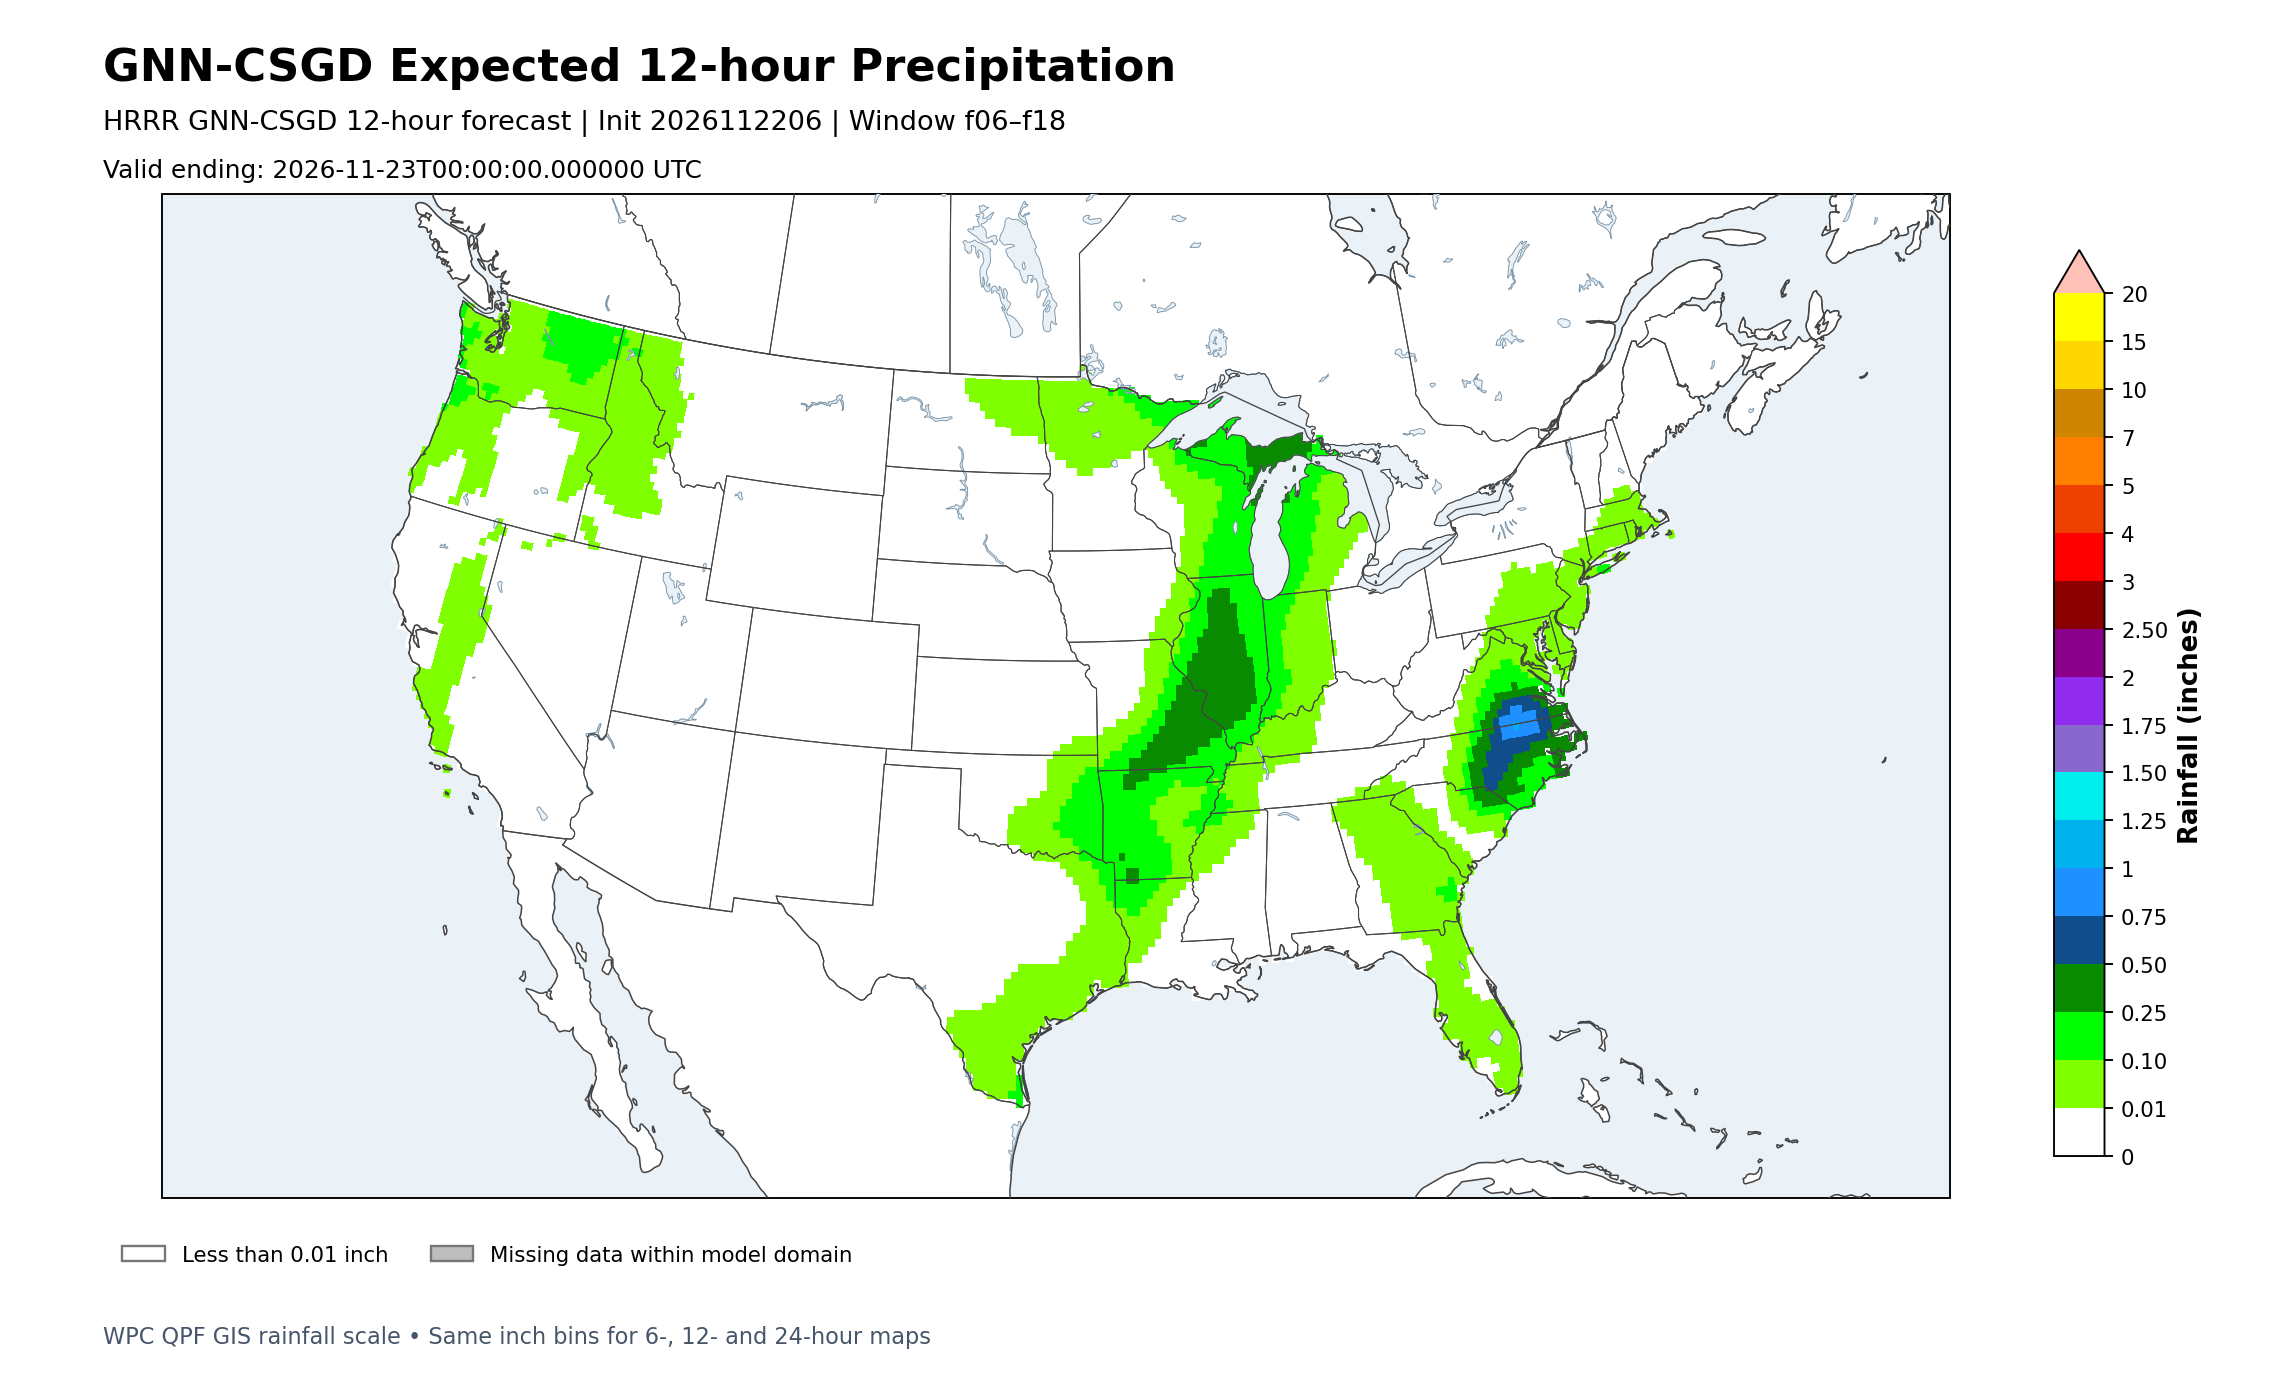 GNN-CSGD Expected 12-hour Precipitation
HRRR GNN-CSGD 12-hour forecast | Init 2026112206 | Window f06–f18
Valid ending: 2026-11-23T00:00:00.000000 UTC
20
15
10
7
5
4
3
2.50
2
1.75
1.50
1.25
1
0.75
0.50
0.25
0.10
0.01
0
Rainfall (inches)
Less than 0.01 inch
Missing data within model domain
WPC QPF GIS rainfall scale • Same inch bins for 6-, 12- and 24-hour maps